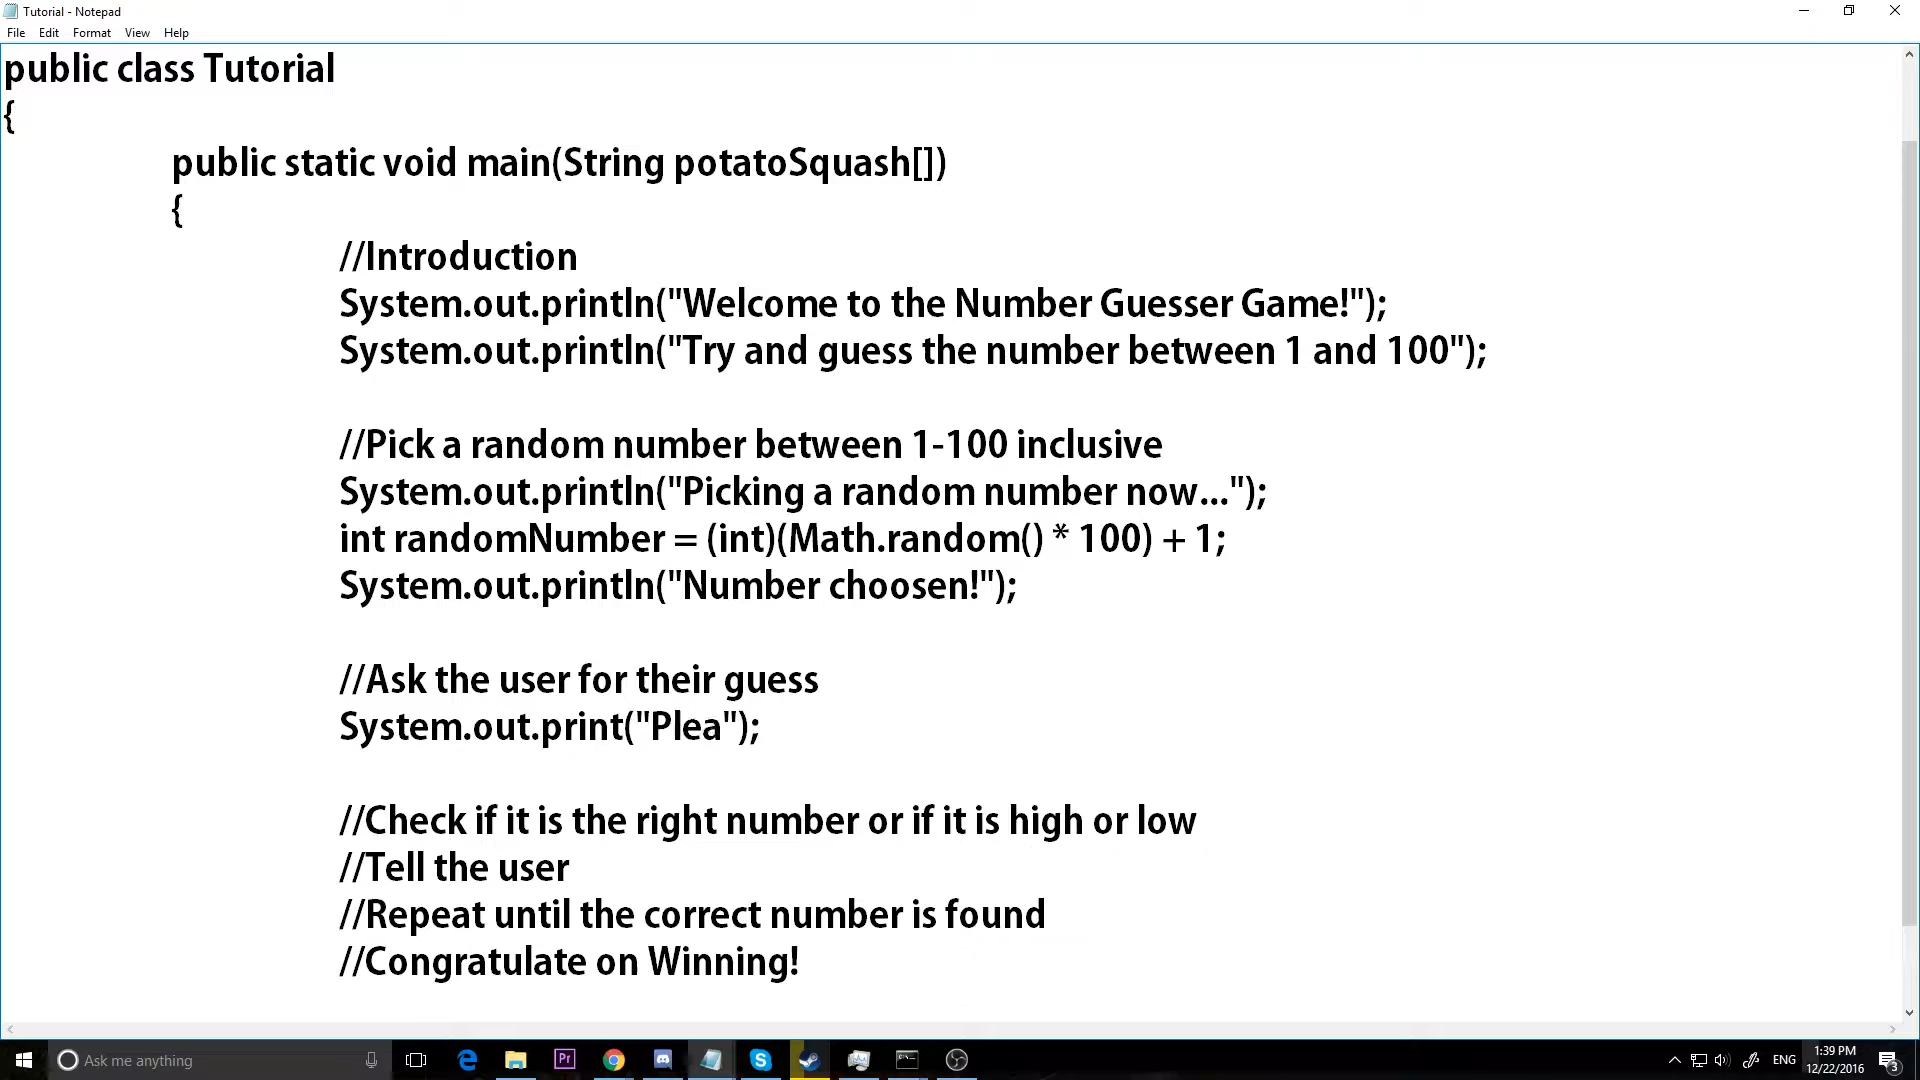 Tutorial - Notepad
File Edit Format View Help
public class Tutorial
{
public static void main(String potatoSquash[])
{
//Introduction
System.out.println("Welcome to the Number Guesser Game!");
System.out.println("Try and guess the number between 1 and 100");
//Pick a random number between 1-100 inclusive
System.out.println("Picking a random number now...");
int randomNumber = (int)(Math.random() * 100) + 1;
System.out.println("Number choosen!");
//Ask the user for their guess
System.out.print("Plea");
//Check if it is the right number or if it is high or low
//Tell the user
//Repeat until the correct number is found
//Congratulate on Winning!
Ask me anything
Pr
ENG
1:39 PM
12/22/2016
3